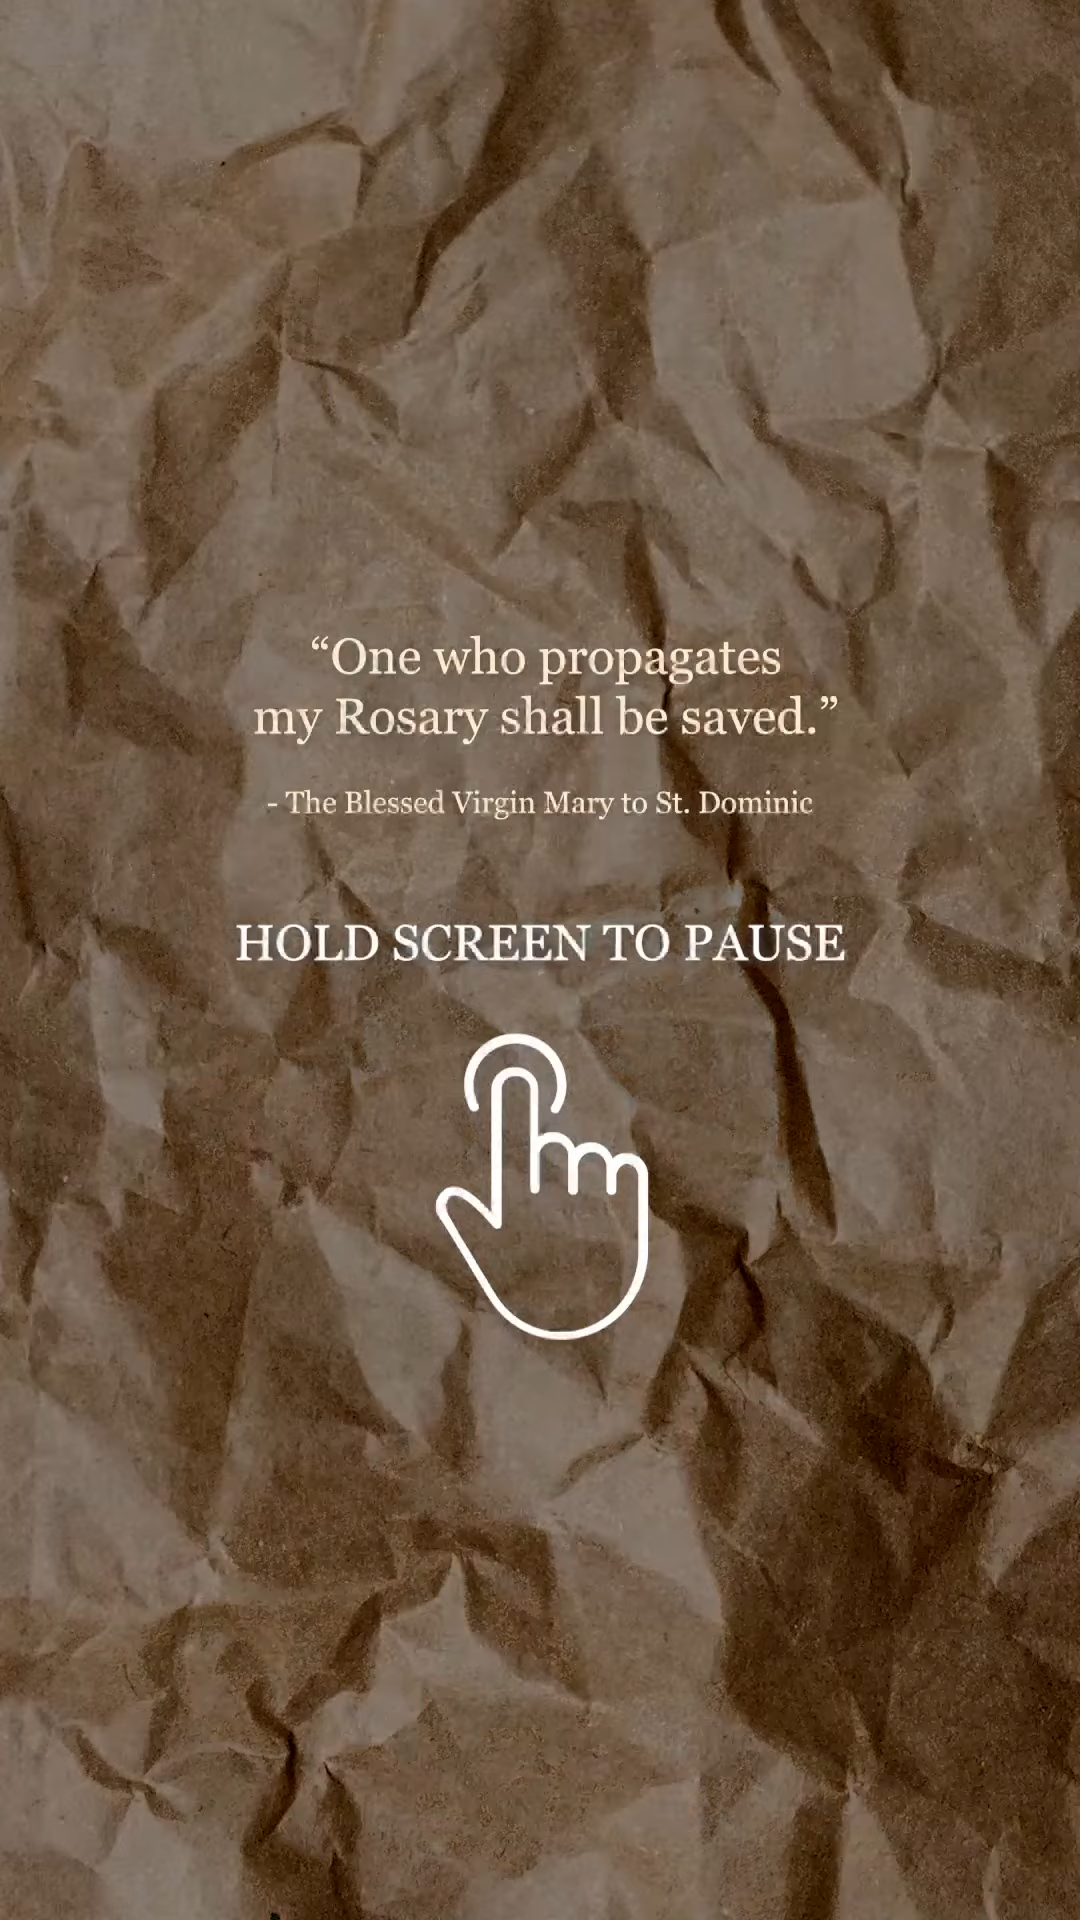 “One who propagates
my Rosary shall be saved.”
- The Blessed Virgin Mary to St. Dominic
HOLD SCREEN TO PAUSE